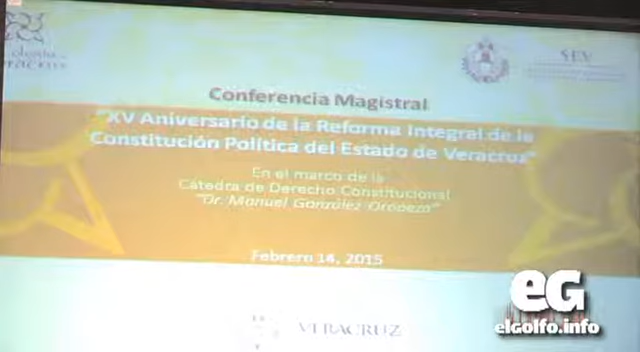 Veracruz
SEV
Conferencia Magistral
"XV Aniversario de la Reforma Integral de la
Constitución Política del Estado de Veracruz"
En el marco de la
Cátedra de Derecho Constitucional
"Dr. Manuel González Oropeza"
Febrero 14, 2015
VERACRUZ
eG
elgolfo.info